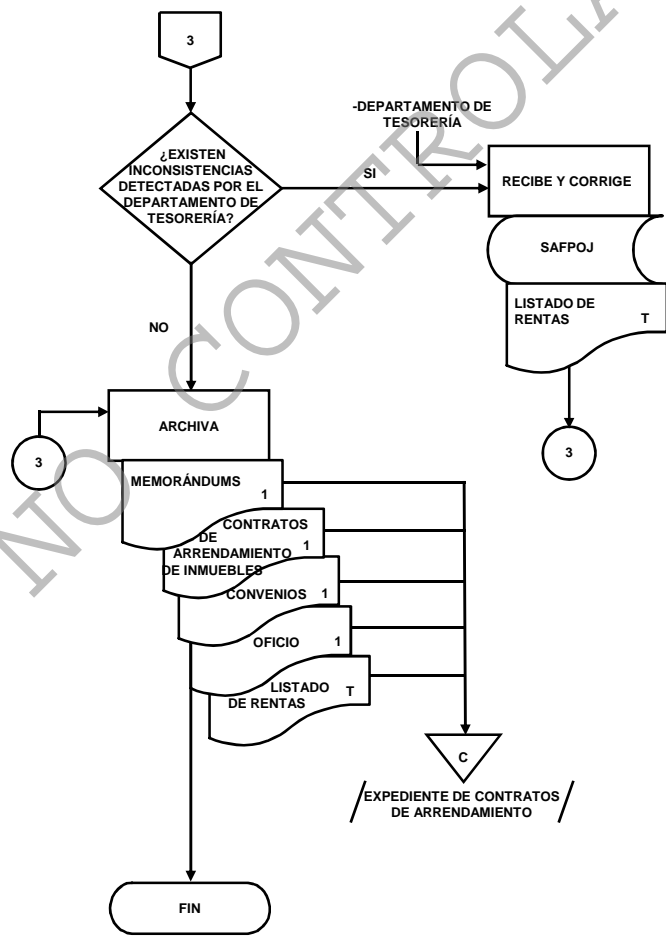 3
-DEPARTAMENTO DE
TESORERÍA
¿EXISTEN
INCONSISTENCIAS
DETECTADAS POR EL
DEPARTAMENTO DE
TESORERÍA?
SI
RECIBE Y CORRIGE
SAFPOJ
LISTADO DE
RENTAS T
3
NO
3
ARCHIVA
MEMORÁNDUMS
1
CONTRATOS
DE
ARRENDAMIENTO 1
DE INMUEBLES
CONVENIOS 1
OFICIO 1
LISTADO T
DE RENTAS
C
EXPEDIENTE DE CONTRATOS
DE ARRENDAMIENTO
FIN
NO CONTROLA